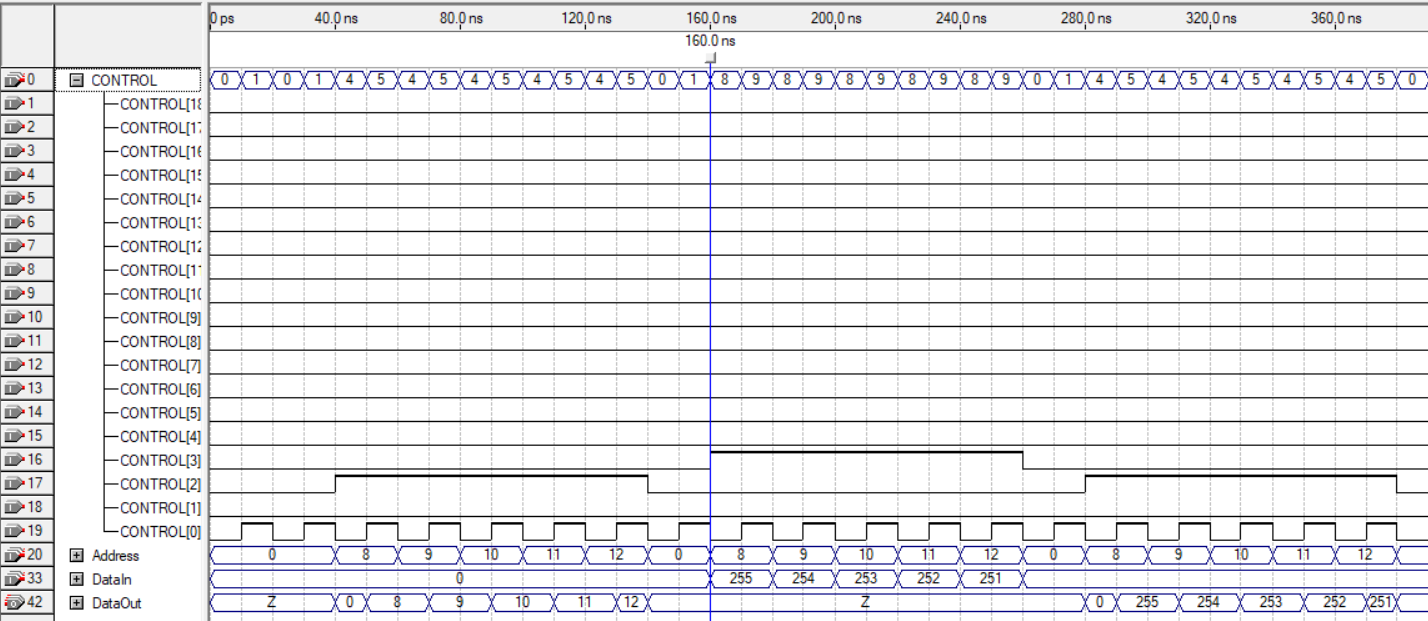 0 ps 40.0 ns 80.0 ns 120.0 ns 160.0 ns 200.0 ns 240.0 ns 280.0 ns 320.0 ns 360.0 ns
160.0 ns
0 CONTROL 0 1 0 1 4 5 4 5 4 5 4 5 4 5 0 1 8 9 8 9 8 9 8 9 8 9 0 1 4 5 4 5 4 5 4 5 4 5 0
1 CONTROL[18
2 CONTROL[17
3 CONTROL[16
4 CONTROL[15
5 CONTROL[14
6 CONTROL[13
7 CONTROL[12
8 CONTROL[11
9 CONTROL[10
10 CONTROL[9]
11 CONTROL[8]
12 CONTROL[7]
13 CONTROL[6]
14 CONTROL[5]
15 CONTROL[4]
16 CONTROL[3]
17 CONTROL[2]
18 CONTROL[1]
19 CONTROL[0]
20 Address 0 8 9 10 11 12 0 8 9 10 11 12 0 8 9 10 11 12
33 DataIn 0 255 254 253 252 251
42 DataOut Z 0 8 9 10 11 12 Z 0 255 254 253 252 251